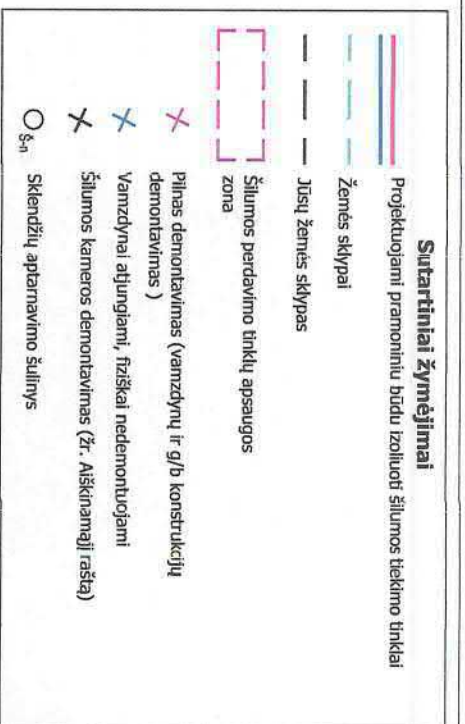 Sutartiniai žymėjimai
Projektuojami pramoniniu būdu izoliuoti šilumos tiekimo tinklai
Žemės sklypai
Jūsų žemės sklypas
Šilumos perdavimo tinklų apsaugos
zona
Pilnas demontavimas (vamzdynų ir g/b konstrukcijų
demontavimas )
Vamzdynai atjungiami, fiziškai nedemontuojami
Šilumos kameros demontavimas (žr. Aiškinamąjį raštą)
Š-n Sklendžių aptarnavimo šulinys